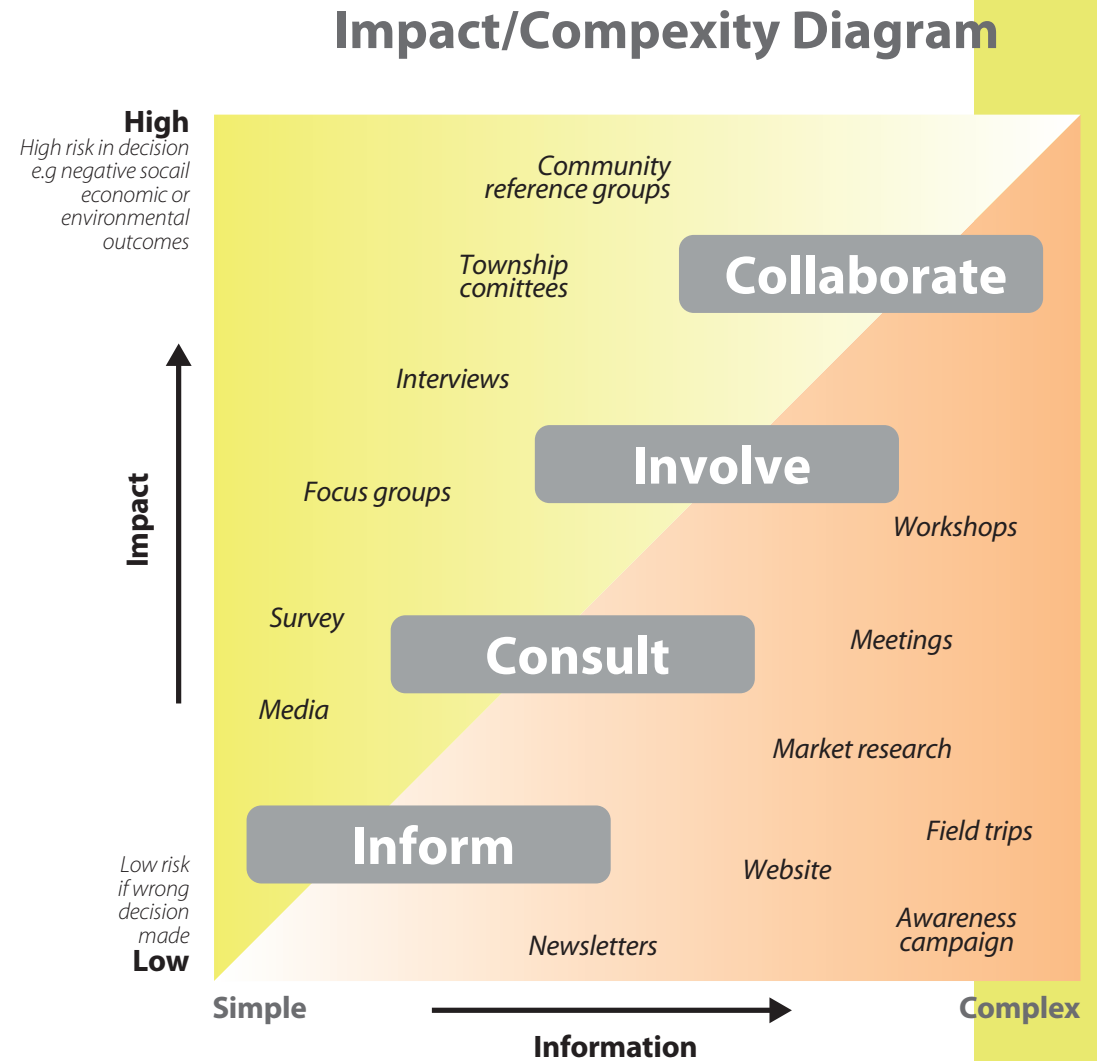 Impact/Compexity Diagram
High
High risk in decision
e.g negative socail
economic or
environmental
outcomes
Community
reference groups
Collaborate
Township
comittees
Interviews
Involve
Impact
Focus groups
Workshops
Survey
Consult
Meetings
Media
Market research
Inform
Field trips
Low risk
if wrong
decision
made
Low
Website
Awareness
campaign
Newsletters
Simple
Complex
Information